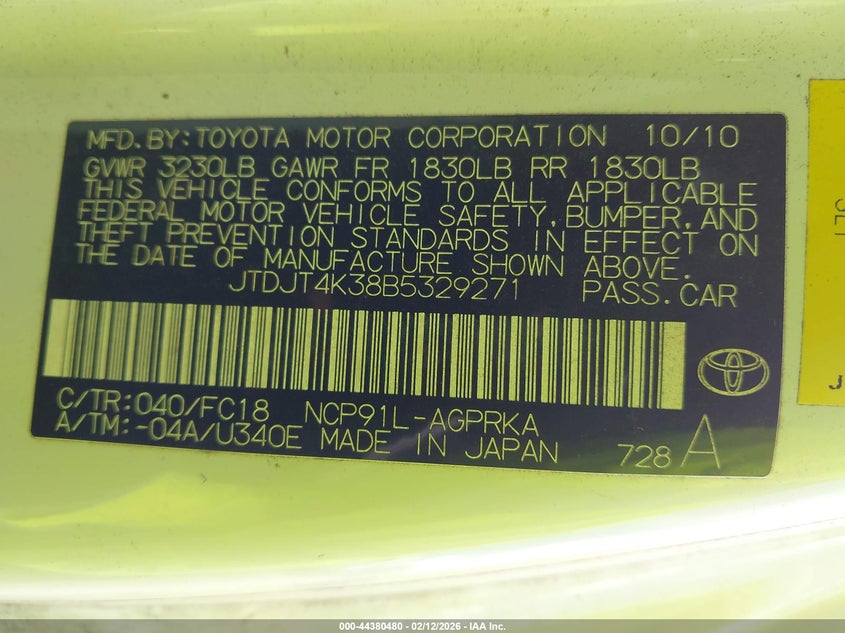 MFD.BY:TOYOTA MOTOR CORPORATION 10/10
GVWR 3230LB GAWR FR 1830LB RR 1830LB
THIS VEHICLE CONFORMS TO ALL APPLICABLE
FEDERAL MOTOR VEHICLE SAFETY,BUMPER,AND
THEFT PREVENTION STANDARDS IN EFFECT ON
THE DATE OF MANUFACTURE SHOWN ABOVE.
JTDJT4K38B5329271 PASS.CAR
C/TR:040/FC18 NCP91L-AGPRKA
A/TM:-04A/U340E MADE IN JAPAN 728 A
000-44380480 - 02/12/2026 - IAA Inc.